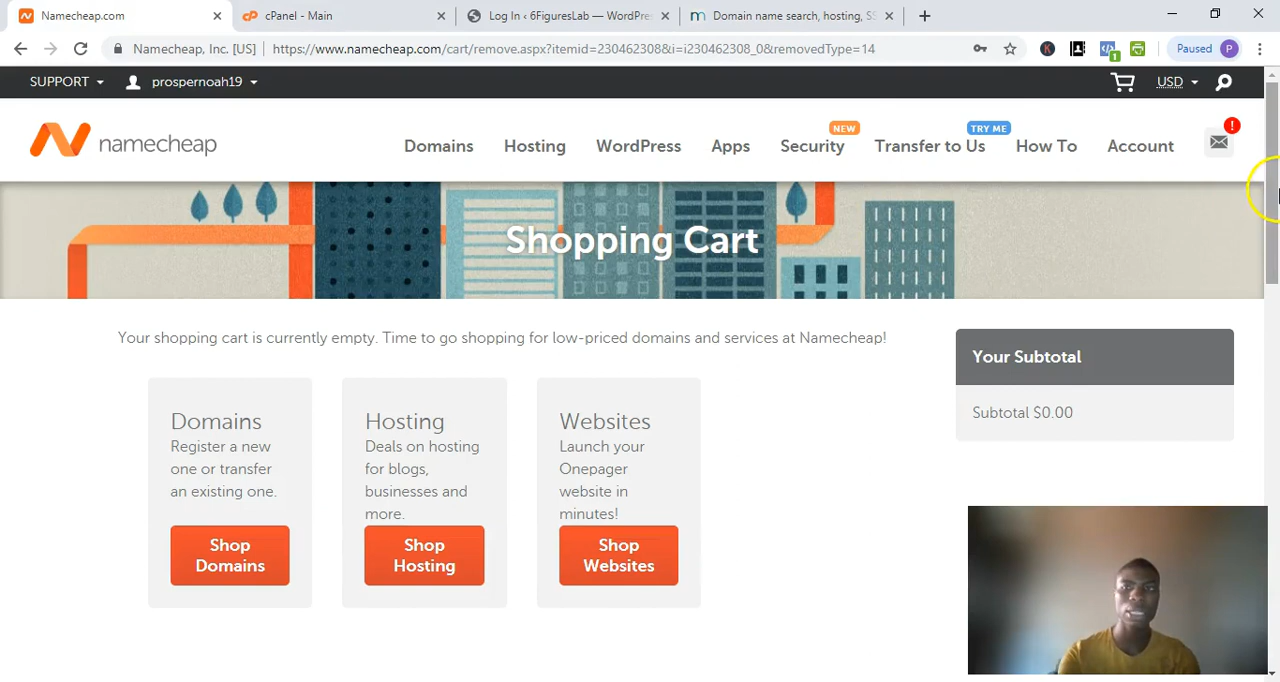 Namecheap.com
cPanel - Main
Log In ‹ 6FiguresLab — WordPre
Domain name search, hosting, SS
Namecheap, Inc. [US]
https://www.namecheap.com/cart/remove.aspx?itemid=230462308&i=i230462308_0&removedType=14
1
Paused
P
SUPPORT
prospernoah19
USD
namecheap
Domains
Hosting
WordPress
Apps
Security
NEW
Transfer to Us
TRY ME
How To
Account
!
Shopping Cart
Your shopping cart is currently empty. Time to go shopping for low-priced domains and services at Namecheap!
Domains
Register a new
one or transfer
an existing one.
Shop
Domains
Hosting
Deals on hosting
for blogs,
businesses and
more.
Shop
Hosting
Websites
Launch your
Onepager
website in
minutes!
Shop
Websites
Your Subtotal
Subtotal $0.00